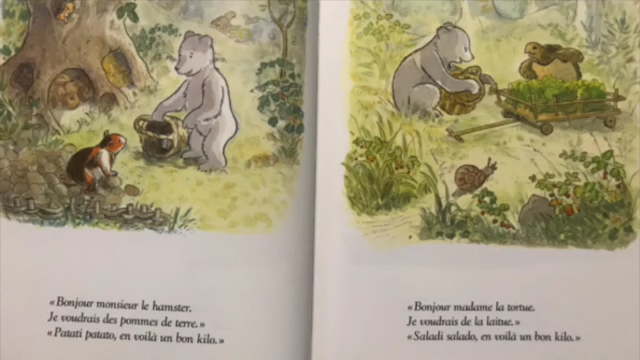 «Bonjour monsieur le hamster.
Je voudrais des pommes de terre.»
«Patati patato, en voilà un bon kilo.»
«Bonjour madame la tortue.
Je voudrais de la laitue.»
«Saladi salado, en voilà un bon kilo.»